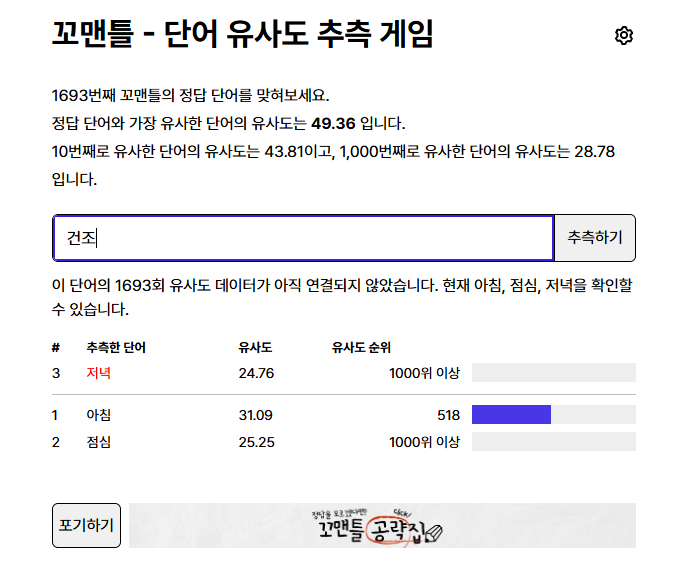 꼬맨틀 - 단어 유사도 추측 게임
1693번째 꼬맨틀의 정답 단어를 맞혀보세요.
정답 단어와 가장 유사한 단어의 유사도는 49.36 입니다.
10번째로 유사한 단어의 유사도는 43.81이고, 1,000번째로 유사한 단어의 유사도는 28.78
입니다.
건조 추측하기
이 단어의 1693회 유사도 데이터가 아직 연결되지 않았습니다. 현재 아침, 점심, 저녁을 확인할
수 있습니다.
# 추측한 단어 유사도 유사도 순위
3 저녁 24.76 1000위 이상
1 아침 31.09 518
2 점심 25.25 1000위 이상
정답을 모르겠다면? click!
포기하기 꼬맨틀 공략집